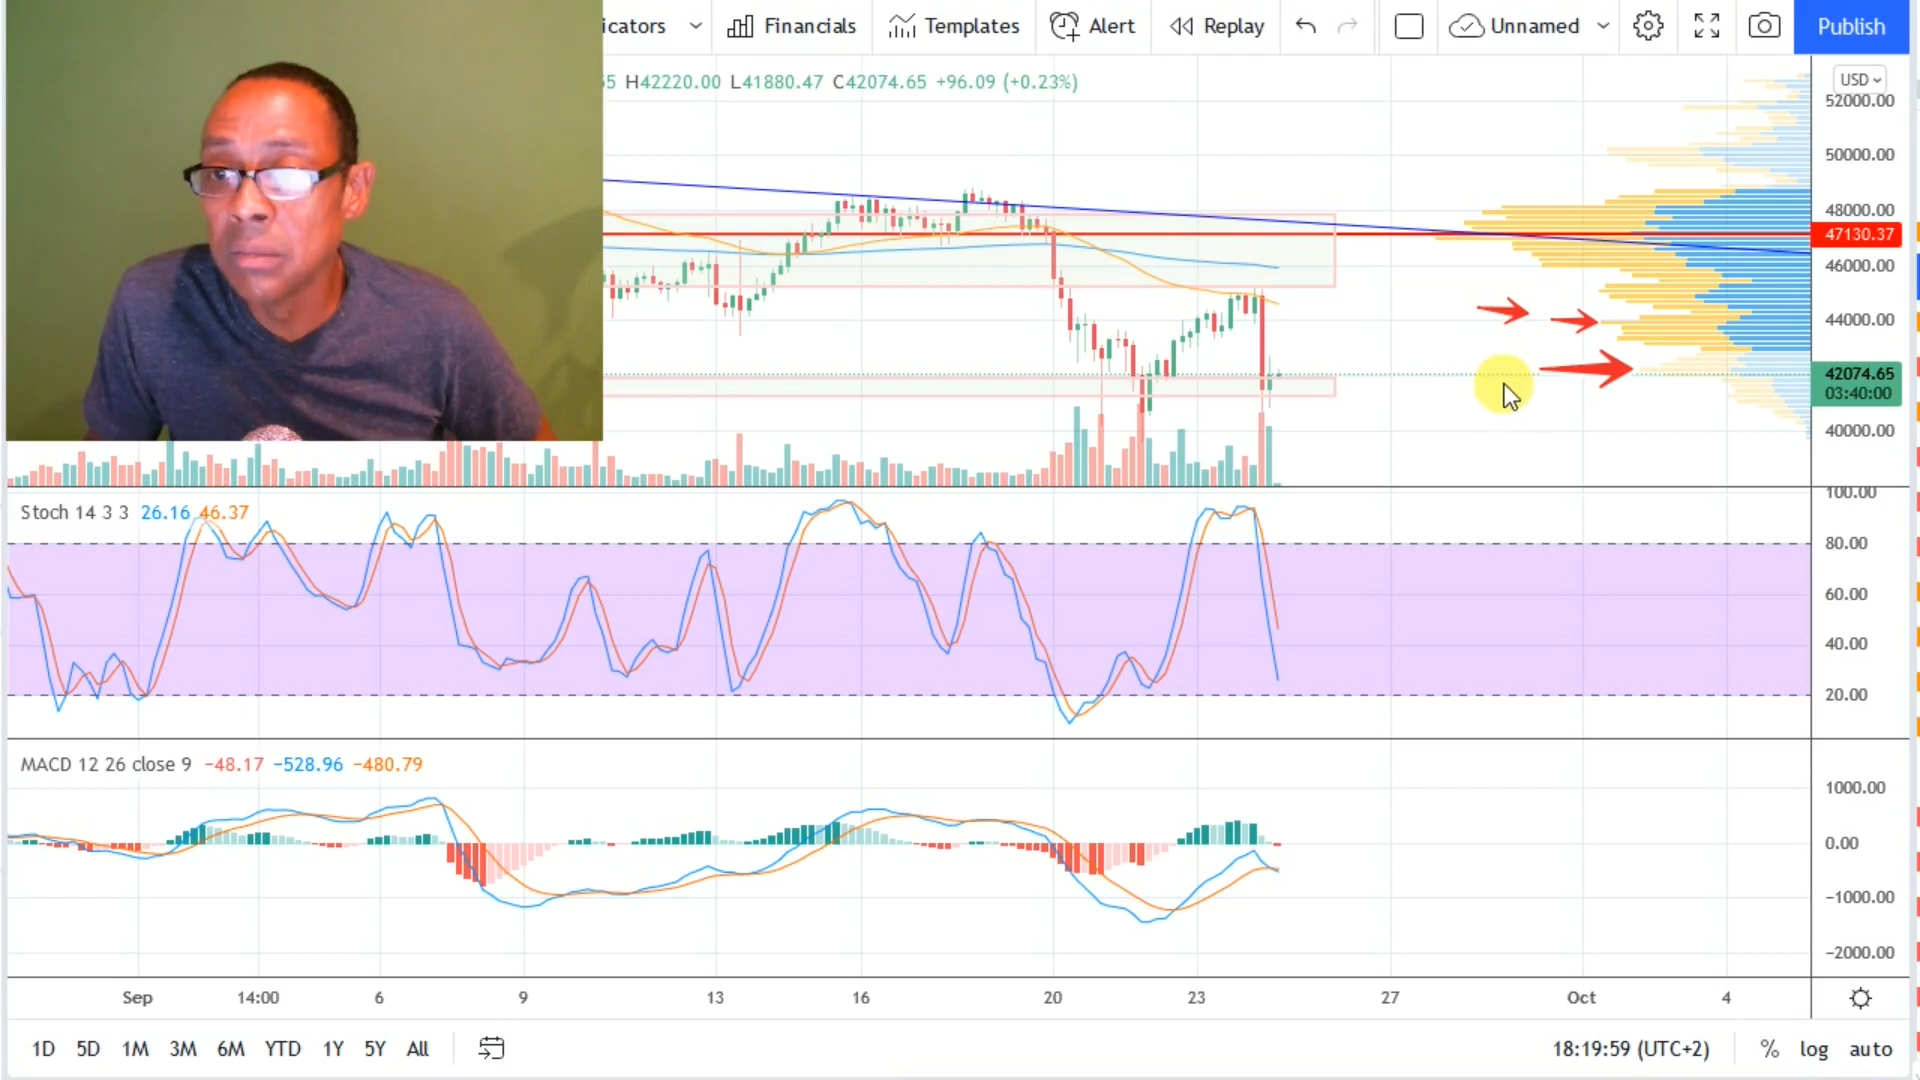 icators Financials Templates Alert Replay Unnamed Publish
55 H42220.00 L41880.47 C42074.65 +96.09 (+0.23%)
USD
52000.00
50000.00
48000.00
47130.37
46000.00
44000.00
42074.65
03:40:00
40000.00
Stoch 14 3 3 26.16 46.37
100.00
80.00
60.00
40.00
20.00
MACD 12 26 close 9 −48.17 −528.96 −480.79
1000.00
0.00
−1000.00
−2000.00
Sep 14:00 6 9 13 16 20 23 27 Oct 4
1D 5D 1M 3M 6M YTD 1Y 5Y All 18:19:59 (UTC+2) % log auto